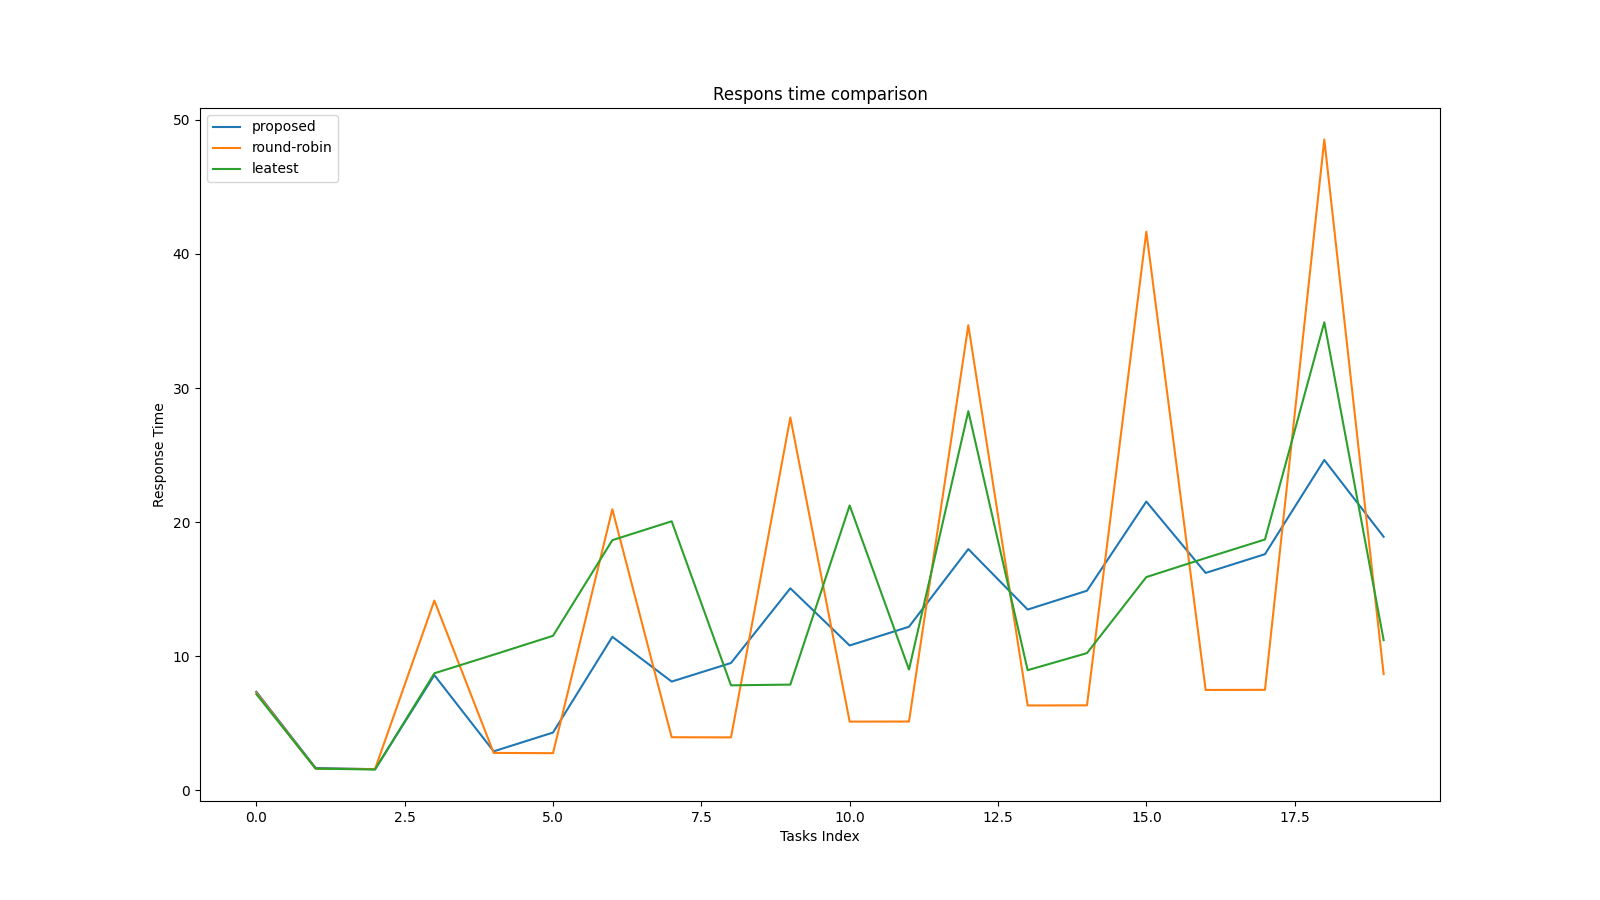 Respons time comparison
proposed
round-robin
leatest
50
40
30
20
10
0
Response Time
0.0 2.5 5.0 7.5 10.0 12.5 15.0 17.5
Tasks Index